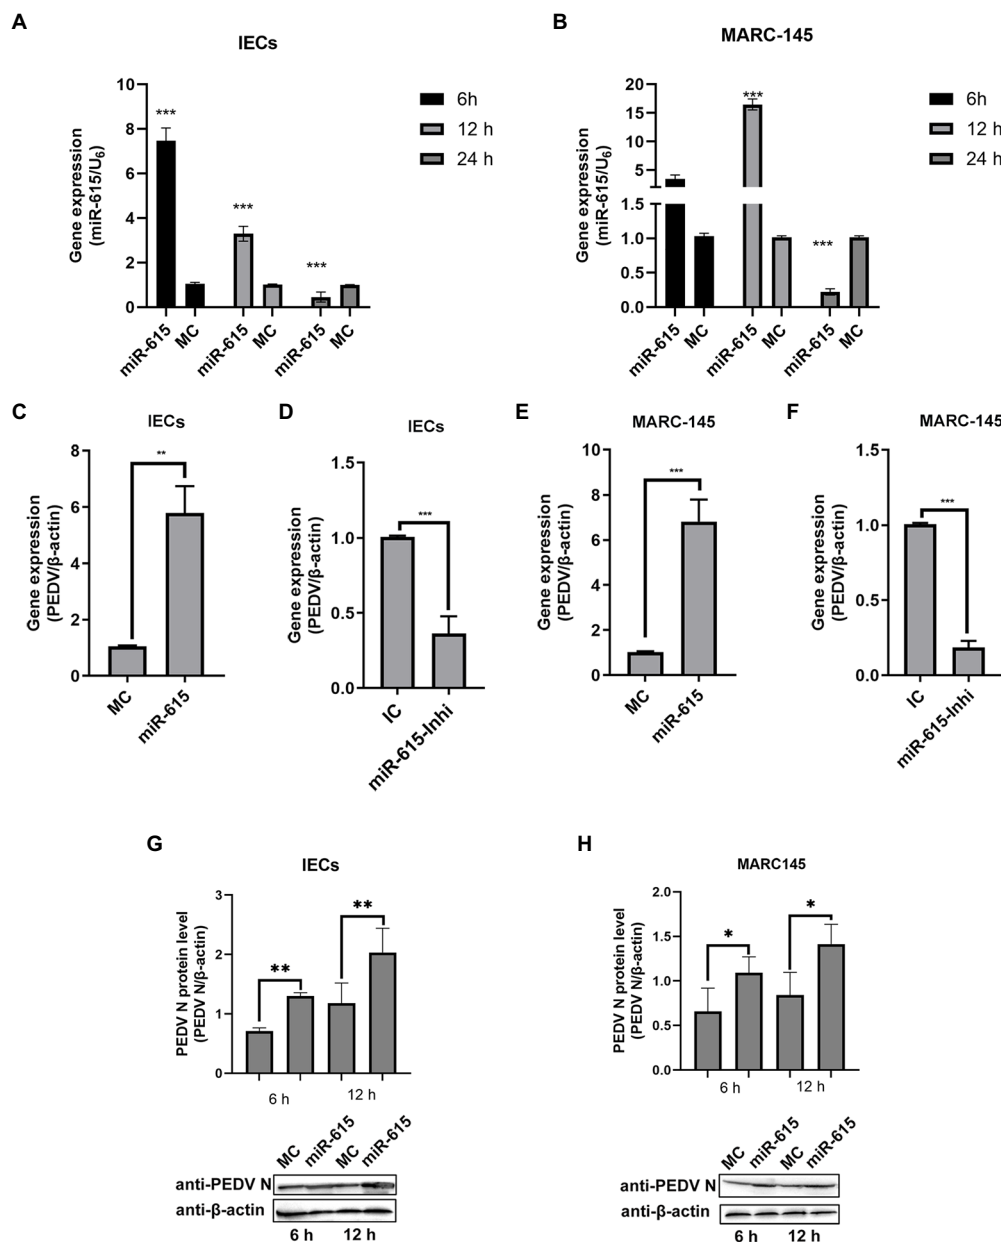 A
IECs
Gene expression
(miR-615/U6)
10
8
6
4
2
0
***
***
***
miR-615
MC
miR-615
MC
miR-615
MC
6h
12 h
24 h
B
MARC-145
Gene expression
(miR-615/U6)
20
15
10
5
1.5
1.0
0.5
0.0
***
***
miR-615
MC
miR-615
MC
miR-615
MC
6h
12 h
24 h
C
IECs
Gene expression
(PEDV/β-actin)
8
6
4
2
0
**
MC
miR-615
D
IECs
Gene expression
(PEDV/β-actin)
1.5
1.0
0.5
0.0
***
IC
miR-615-Inhi
E
MARC-145
Gene expression
(PEDV/β-actin)
10
8
6
4
2
0
***
MC
miR-615
F
MARC-145
Gene expression
(PEDV/β-actin)
1.5
1.0
0.5
0.0
***
IC
miR-615-Inhi
G
IECs
PEDV N protein level
(PEDV N/β-actin)
3
2
1
0
**
**
6 h
12 h
MC
miR-615
MC
miR-615
anti-PEDV N
anti-β-actin
6 h
12 h
H
MARC145
PEDV N protein level
(PEDV N/β-actin)
2.0
1.5
1.0
0.5
0.0
*
*
6 h
12 h
MC
miR-615
MC
miR-615
anti-PEDV N
anti-β-actin
6 h
12 h